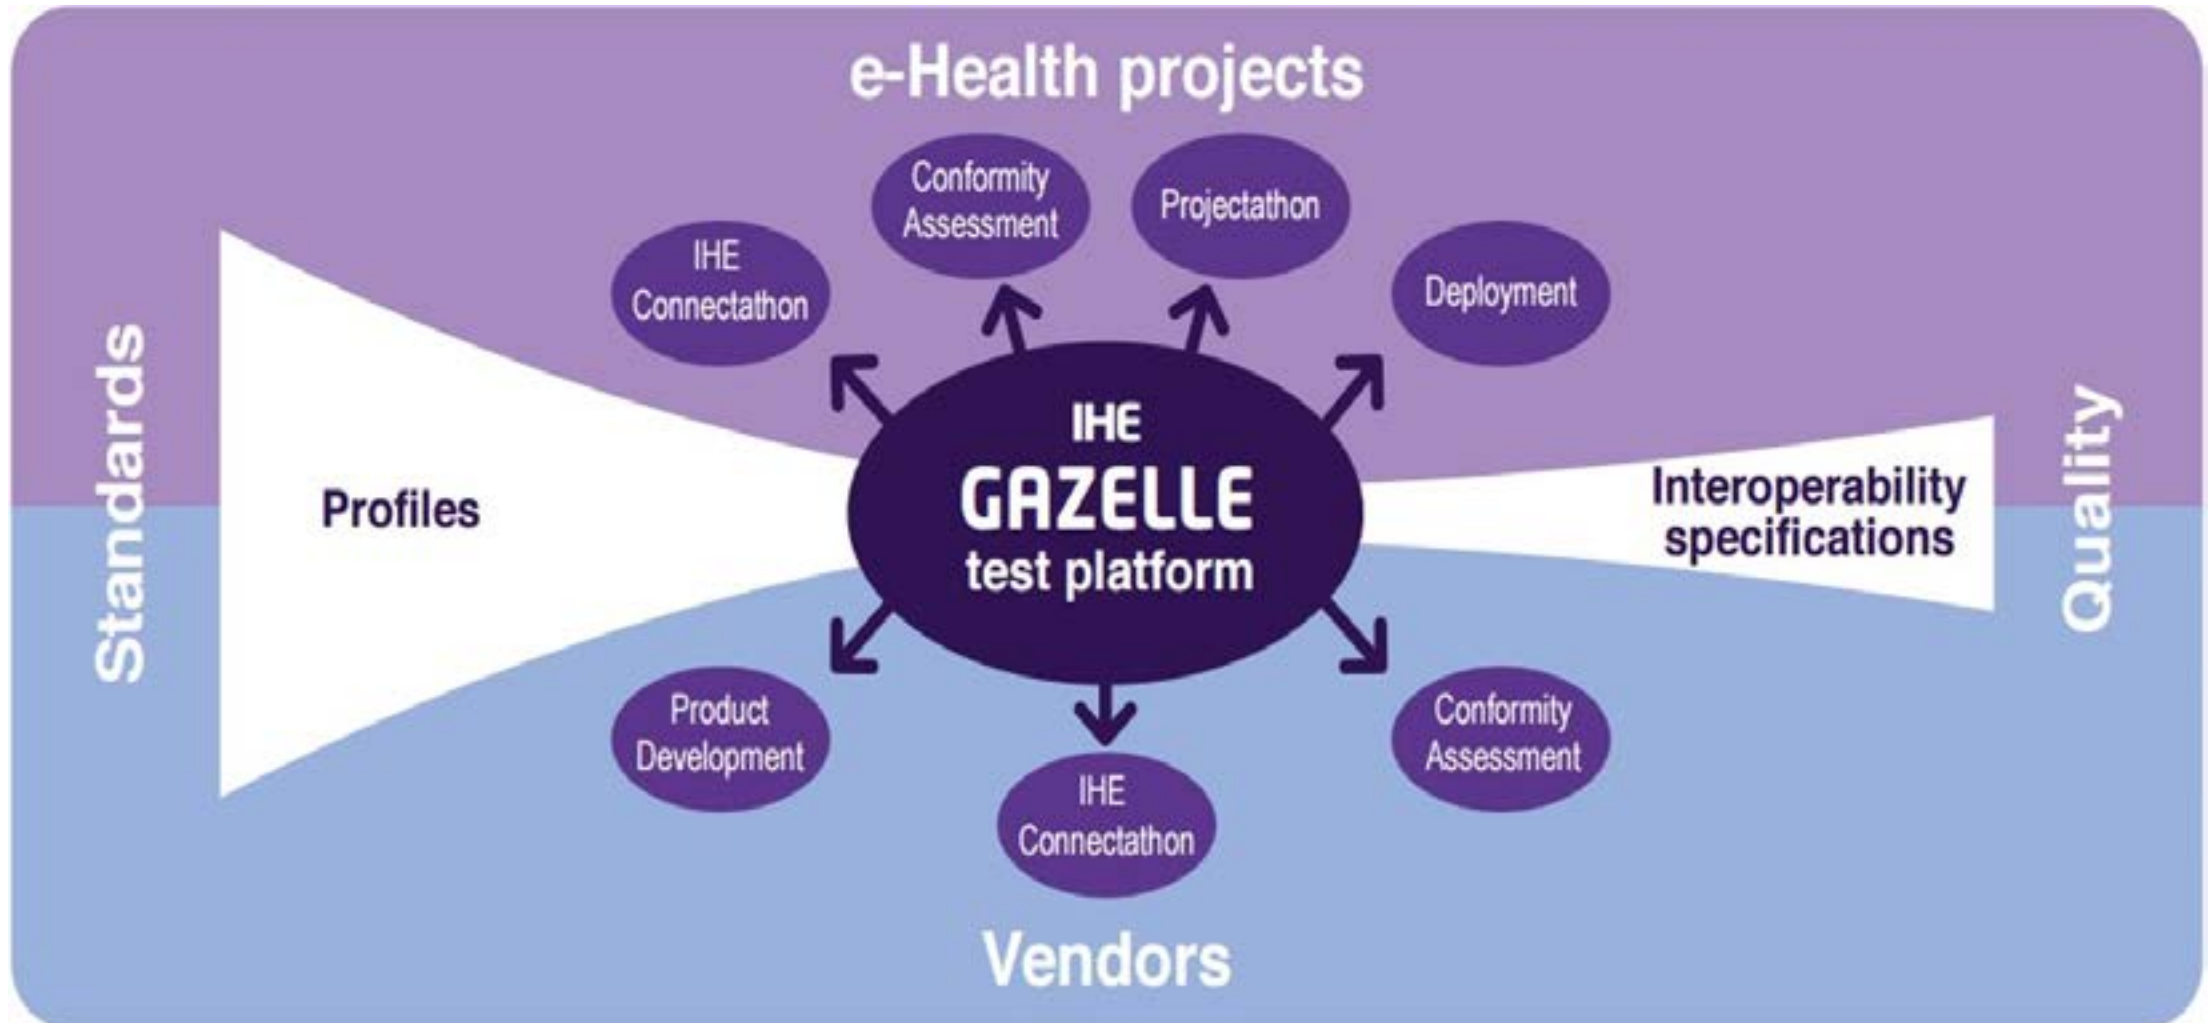 e-Health projects
Conformity
Assessment
Projectathon
IHE
Connectathon
Deployment
Standards
Profiles
IHE
GAZELLE
test platform
Interoperability
specifications
Quality
Product
Development
IHE
Connectathon
Conformity
Assessment
Vendors